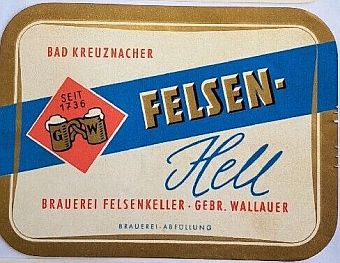 BAD KREUZNACHER
SEIT
1736
G W
FELSEN-
Hell
BRAUEREI FELSENKELLER · GEBR. WALLAUER
BRAUEREI-ABFÜLLUNG